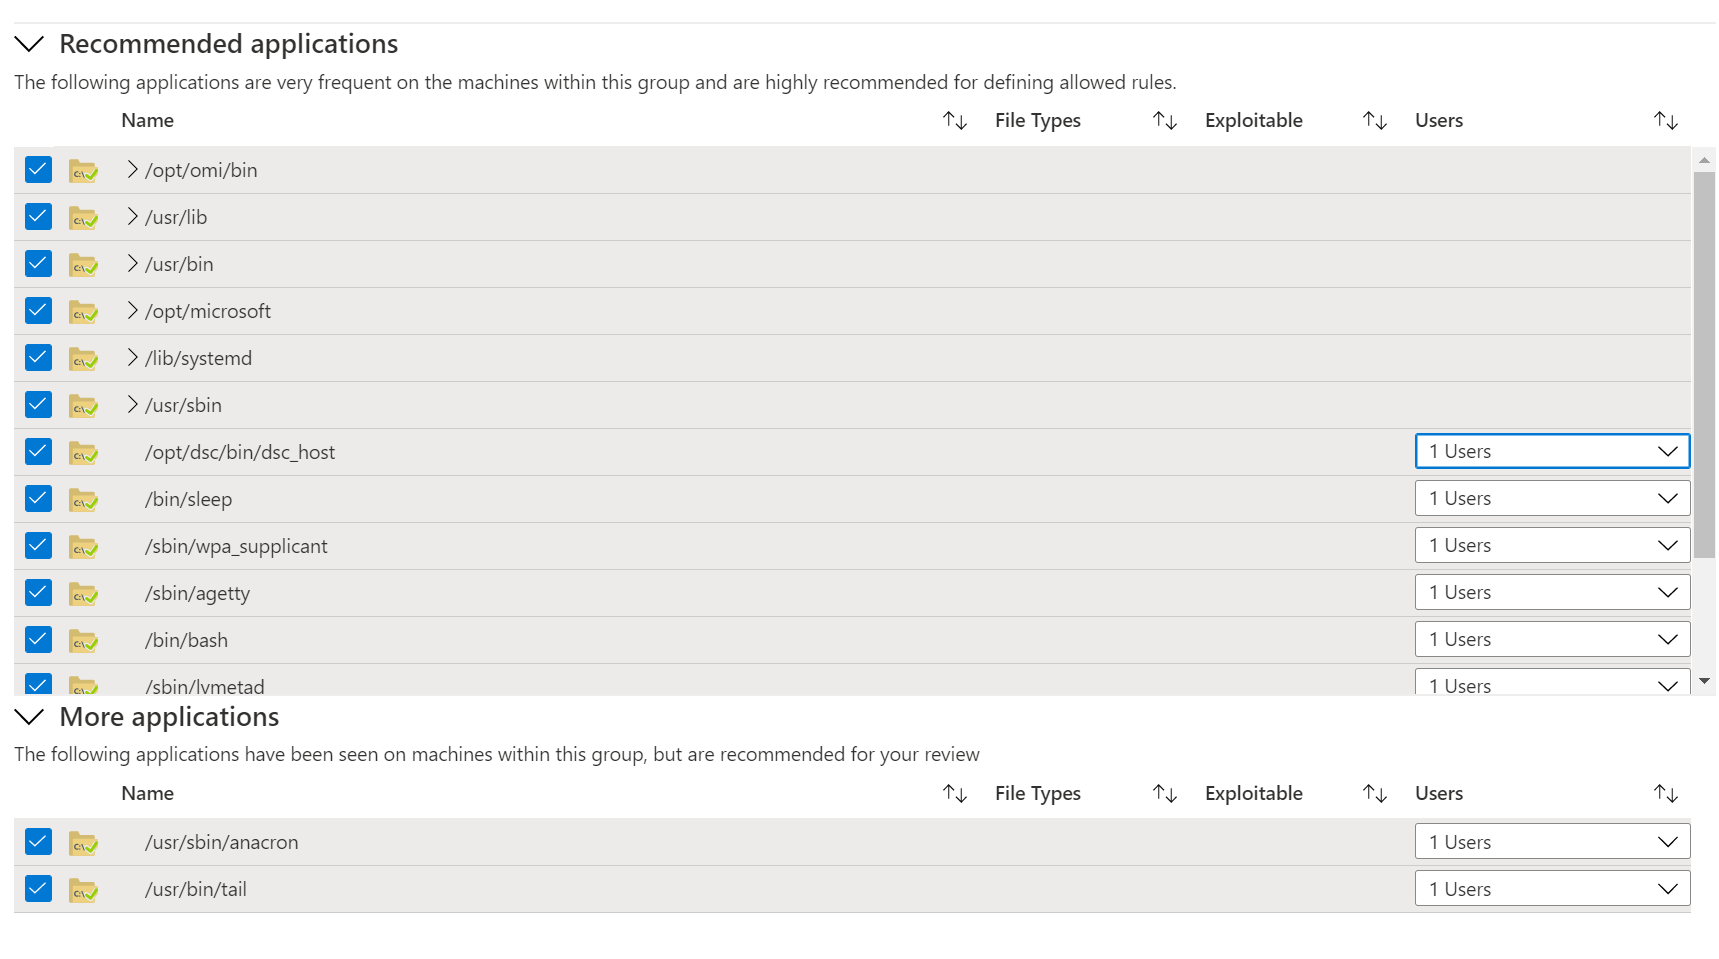 Recommended applications
The following applications are very frequent on the machines within this group and are highly recommended for defining allowed rules.
Name File Types Exploitable Users
/opt/omi/bin
/usr/lib
/usr/bin
/opt/microsoft
/lib/systemd
/usr/sbin
/opt/dsc/bin/dsc_host 1 Users
/bin/sleep 1 Users
/sbin/wpa_supplicant 1 Users
/sbin/agetty 1 Users
/bin/bash 1 Users
/sbin/lvmetad 1 Users
More applications
The following applications have been seen on machines within this group, but are recommended for your review
Name File Types Exploitable Users
/usr/sbin/anacron 1 Users
/usr/bin/tail 1 Users